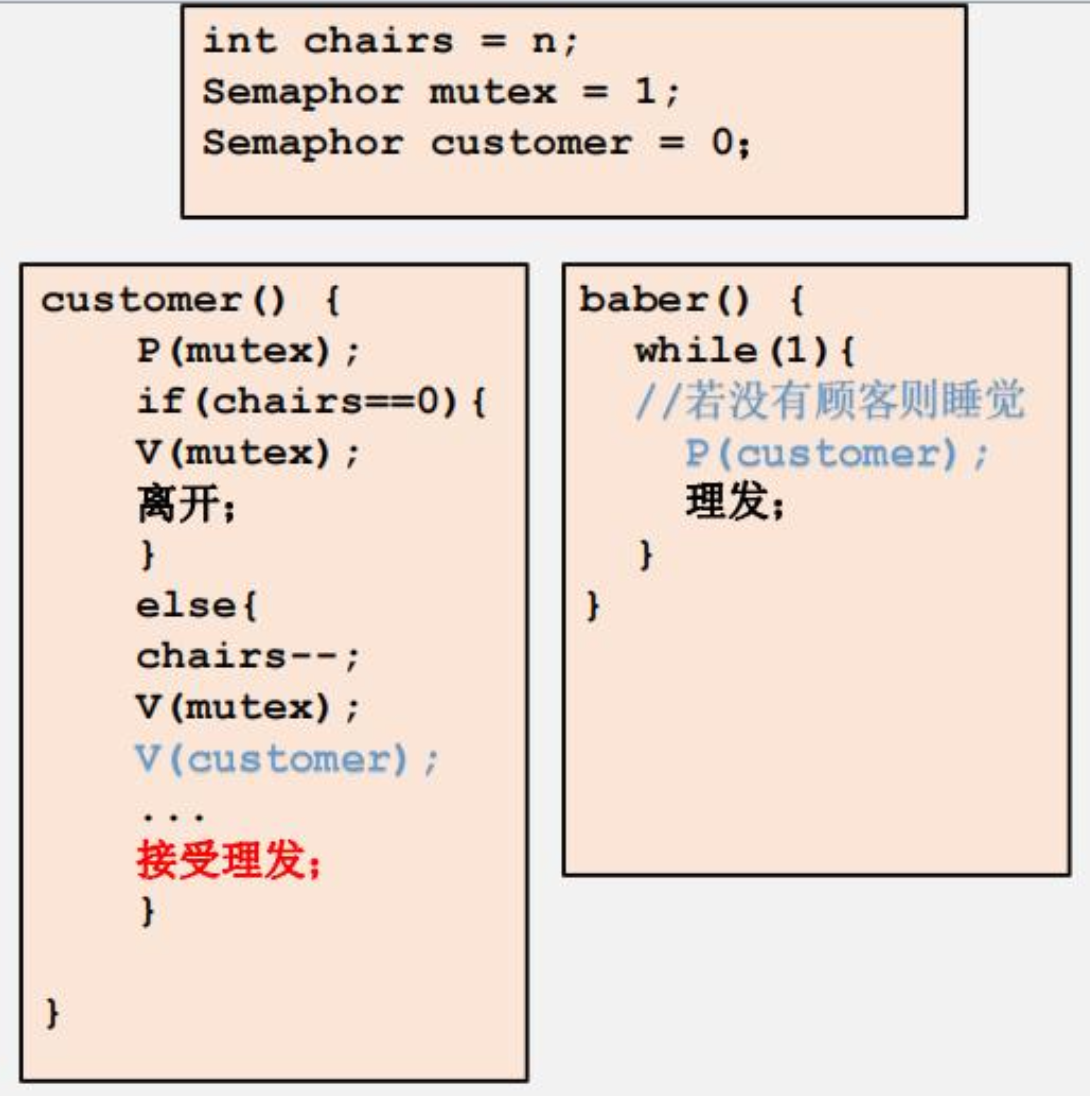 int chairs = n;
Semaphor mutex = 1;
Semaphor customer = 0;
customer() {
P(mutex);
if(chairs==0){
V(mutex);
离开;
}
else{
chairs--;
V(mutex);
V(customer);
...
接受理发;
}
}
baber() {
while(1){
//若没有顾客则睡觉
P(customer);
理发;
}
}